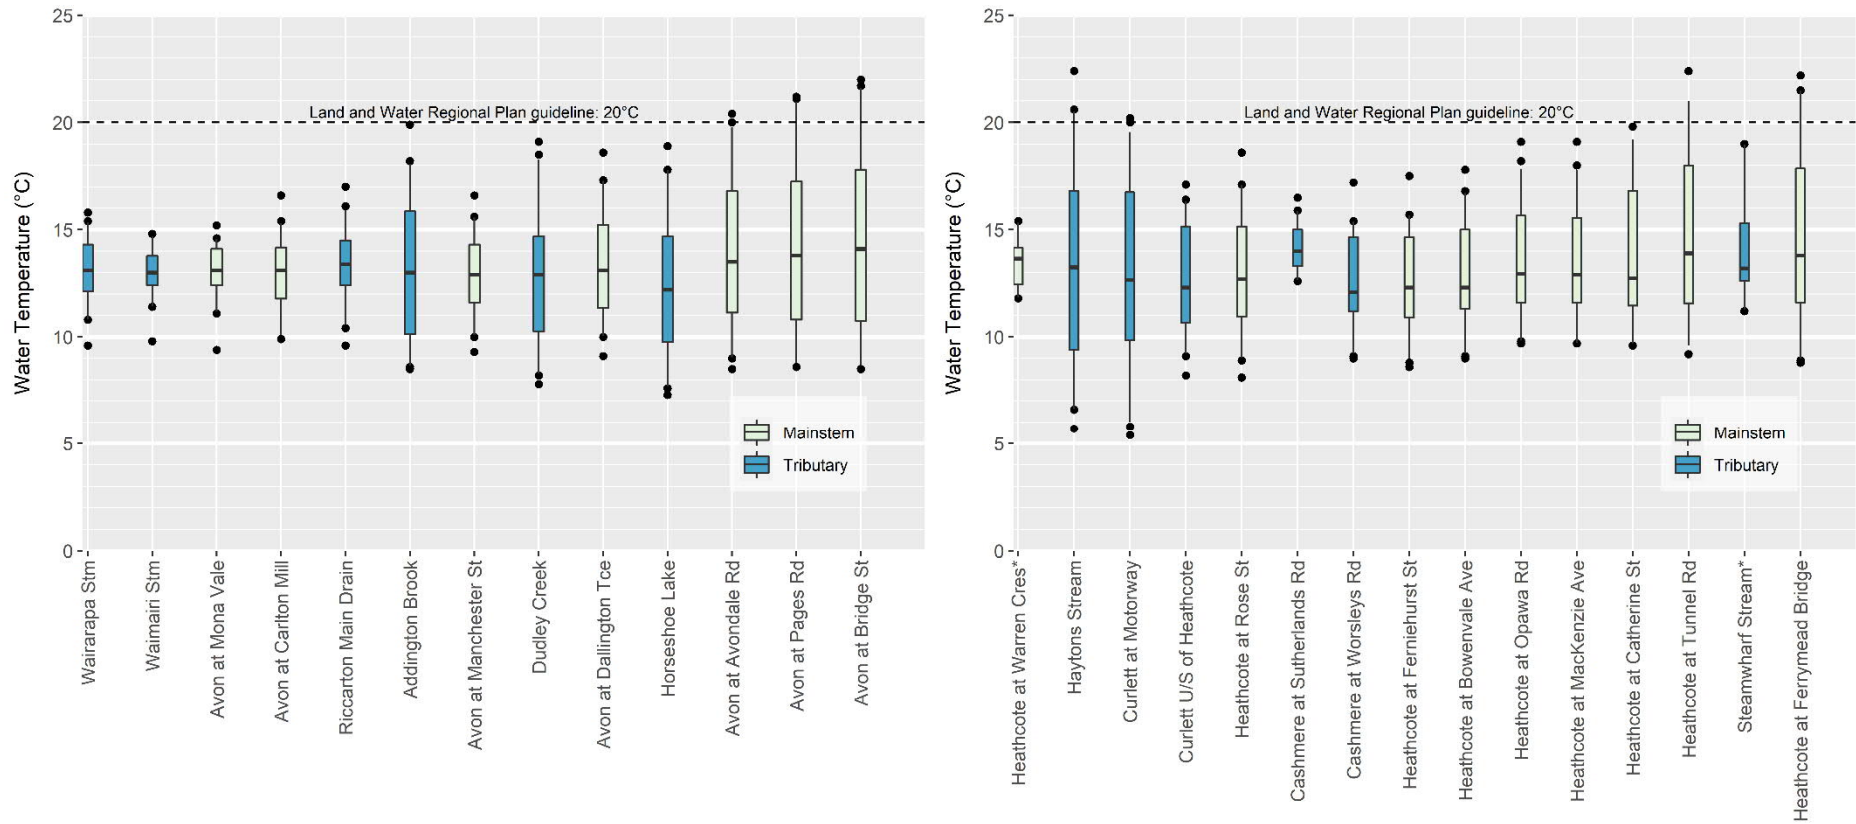 Water Temperature (°C)
25
20
15
10
5
0
Land and Water Regional Plan guideline: 20°C
Mainstem
Tributary
Wairarapa Stm
Waimairi Stm
Avon at Mona Vale
Avon at Carlton Mill
Riccarton Main Drain
Addington Brook
Avon at Manchester St
Dudley Creek
Avon at Dallington Tce
Horseshoe Lake
Avon at Avondale Rd
Avon at Pages Rd
Avon at Bridge St
Water Temperature (°C)
25
20
15
10
5
0
Land and Water Regional Plan guideline: 20°C
Mainstem
Tributary
Heathcote at Warren Cres*
Haytons Stream
Curlett at Motorway
Curlett U/S of Heathcote
Heathcote at Rose St
Cashmere at Sutherlands Rd
Cashmere at Worsleys Rd
Heathcote at Ferniehurst St
Heathcote at Bowenvale Ave
Heathcote at Opawa Rd
Heathcote at MacKenzie Ave
Heathcote at Catherine St
Heathcote at Tunnel Rd
Steamwharf Stream*
Heathcote at Ferrymead Bridge